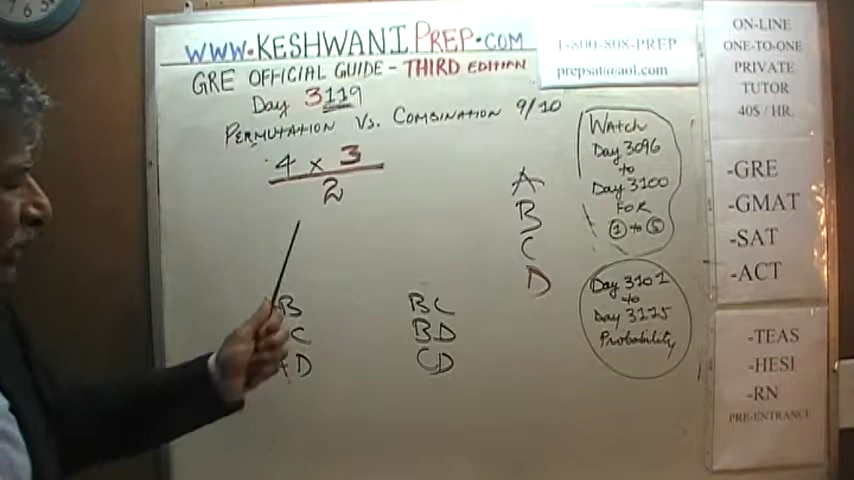 WWW.KESHWANIPREP.COM
GRE OFFICIAL GUIDE - THIRD EDITION
Day 3119
PERMUTATION VS. COMBINATION 9/10
4 x 3
2
A
B
C
D
B
C
AD
BC
BD
CD
WATCH
Day 3096
to
Day 3100
FOR
① to ⑤
Day 3101
to
Day 3125
Probability
1-800-808-PREP
prepsat@aol.com
ON-LINE
ONE-TO-ONE
PRIVATE
TUTOR
40$ / HR.
-GRE
-GMAT
-SAT
-ACT
-TEAS
-HESI
-RN
PRE-ENTRANCE